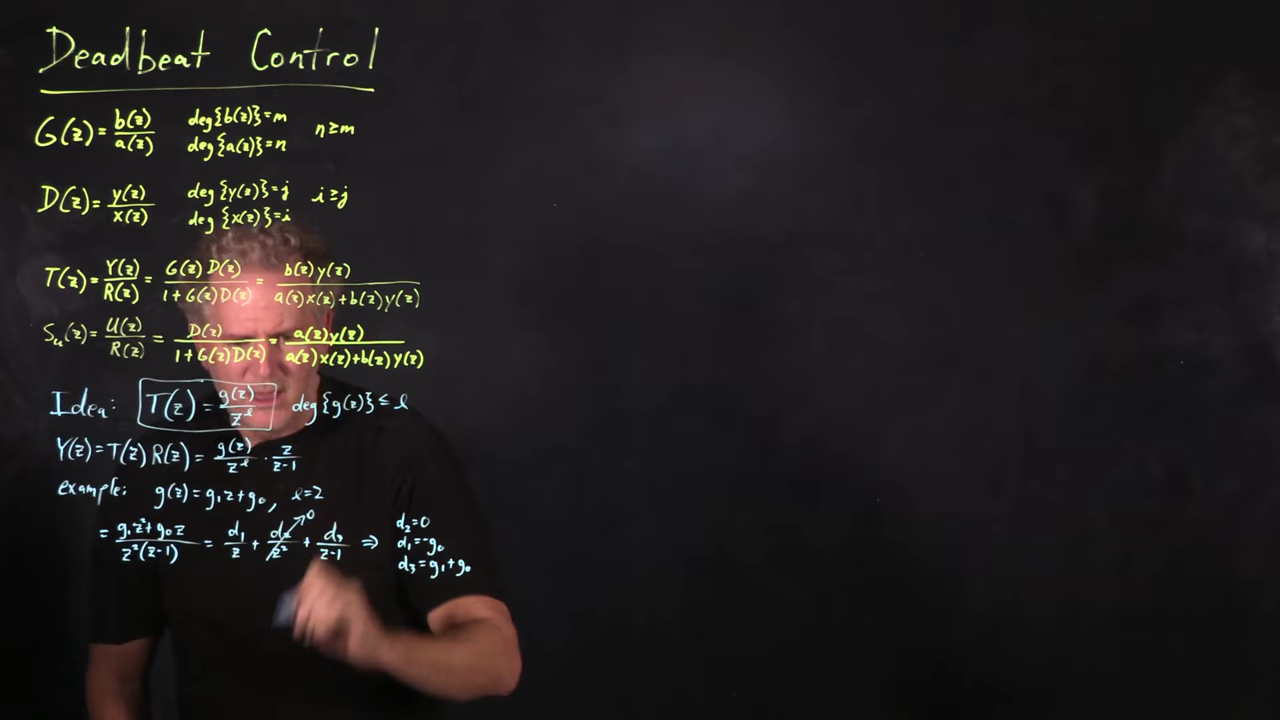 Deadbeat Control
G(z) = b(z)/a(z) deg{b(z)}=m deg{a(z)}=n n≥m
D(z) = y(z)/x(z) deg{y(z)}=j deg{x(z)}=i i≥j
T(z) = Y(z)/R(z) = G(z)D(z)/1+G(z)D(z) = b(z)y(z)/a(z)x(z)+b(z)y(z)
Su(z) = U(z)/R(z) = D(z)/1+G(z)D(z) = a(z)y(z)/a(z)x(z)+b(z)y(z)
Idea: T(z) = g(z)/z^ℓ deg{g(z)} ≤ ℓ
Y(z) = T(z) R(z) = g(z)/z^ℓ · z/z-1
example: g(z) = g₁z+g₀, ℓ=2
= g₁z²+g₀z/z²(z-1) = d₁/z + d₂/z² → 0 + d₃/z-1 ⇒ d₂=0
d₁=-g₀
d₃=g₁+g₀